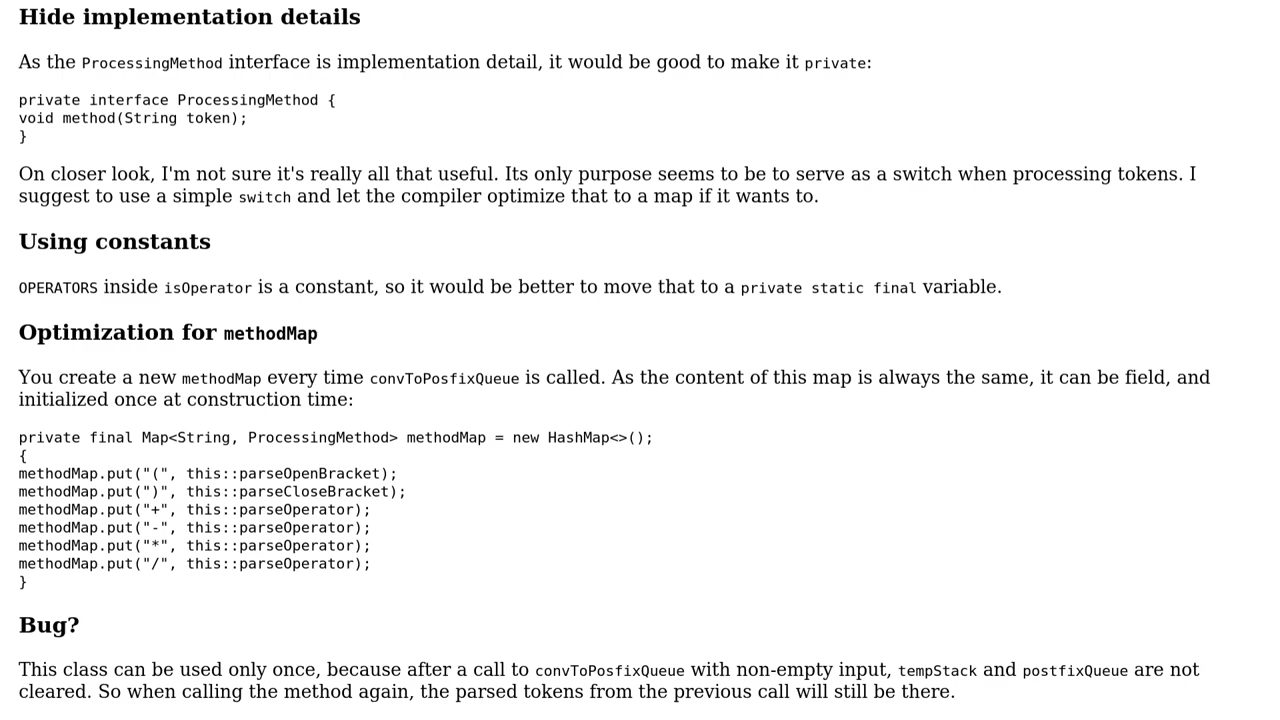 Hide implementation details
As the ProcessingMethod interface is implementation detail, it would be good to make it private:
private interface ProcessingMethod {
void method(String token);
}
On closer look, I'm not sure it's really all that useful. Its only purpose seems to be to serve as a switch when processing tokens. I
suggest to use a simple switch and let the compiler optimize that to a map if it wants to.
Using constants
OPERATORS inside isOperator is a constant, so it would be better to move that to a private static final variable.
Optimization for methodMap
You create a new methodMap every time convToPosfixQueue is called. As the content of this map is always the same, it can be field, and
initialized once at construction time:
private final Map<String, ProcessingMethod> methodMap = new HashMap<>();
{
methodMap.put("(", this::parseOpenBracket);
methodMap.put(")", this::parseCloseBracket);
methodMap.put("+", this::parseOperator);
methodMap.put("-", this::parseOperator);
methodMap.put("*", this::parseOperator);
methodMap.put("/", this::parseOperator);
}
Bug?
This class can be used only once, because after a call to convToPosfixQueue with non-empty input, tempStack and postfixQueue are not
cleared. So when calling the method again, the parsed tokens from the previous call will still be there.